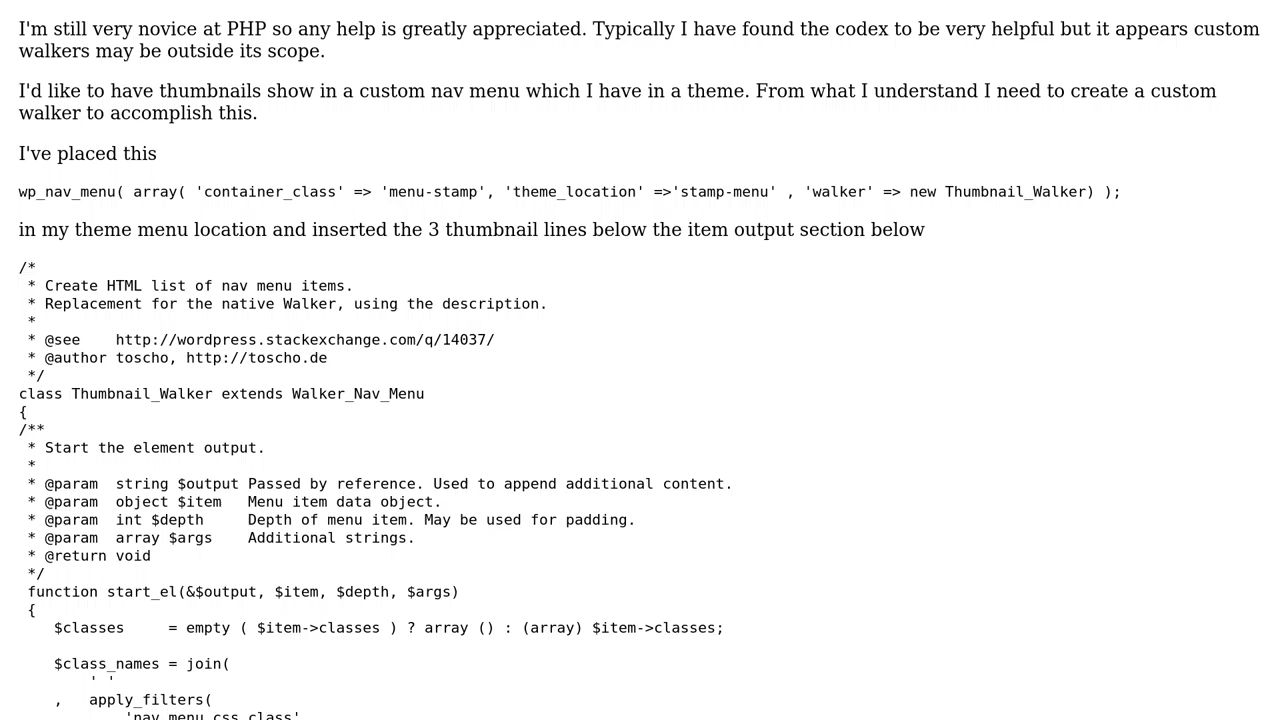 I'm still very novice at PHP so any help is greatly appreciated. Typically I have found the codex to be very helpful but it appears custom
walkers may be outside its scope.
I'd like to have thumbnails show in a custom nav menu which I have in a theme. From what I understand I need to create a custom
walker to accomplish this.
I've placed this
wp_nav_menu( array( 'container_class' => 'menu-stamp', 'theme_location' =>'stamp-menu' , 'walker' => new Thumbnail_Walker) );
in my theme menu location and inserted the 3 thumbnail lines below the item output section below
/*
 * Create HTML list of nav menu items.
 * Replacement for the native Walker, using the description.
 *
 * @see    http://wordpress.stackexchange.com/q/14037/
 * @author toscho, http://toscho.de
 */
class Thumbnail_Walker extends Walker_Nav_Menu
{
/**
 * Start the element output.
 *
 * @param  string $output Passed by reference. Used to append additional content.
 * @param  object $item   Menu item data object.
 * @param  int $depth     Depth of menu item. May be used for padding.
 * @param  array $args    Additional strings.
 * @return void
 */
 function start_el(&$output, $item, $depth, $args)
 {
    $classes     = empty ( $item->classes ) ? array () : (array) $item->classes;
    $class_names = join(
        ' '
    ,   apply_filters(
            'nav_menu_css_class'